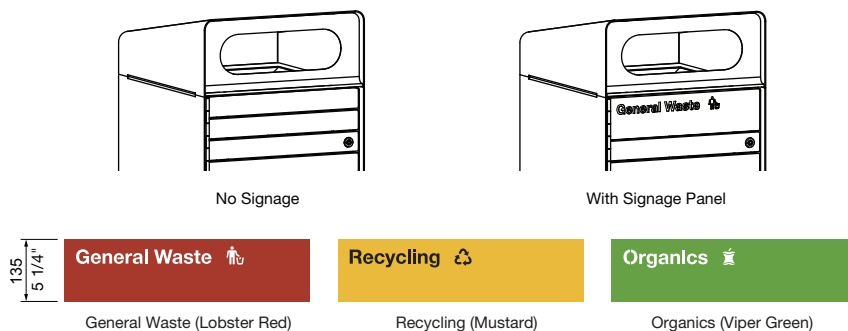 General Waste
No Signage
With Signage Panel
135
5 1/4"
General Waste
Recycling
OrganIcs
General Waste (Lobster Red)
Recycling (Mustard)
Organics (Viper Green)